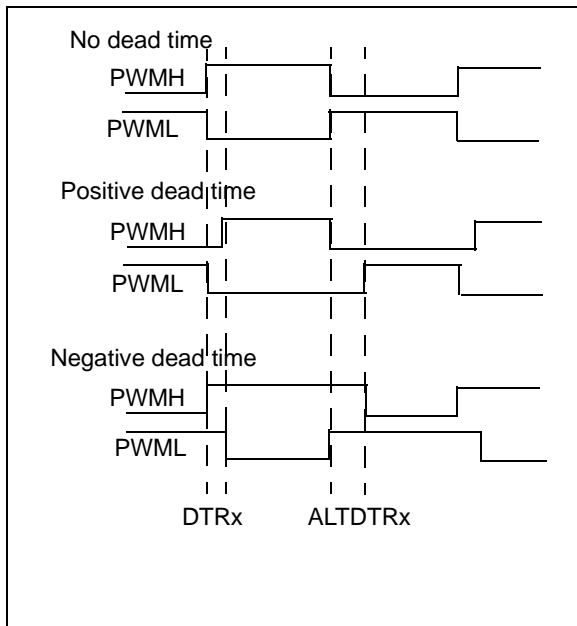 No dead time
PWMH
PWML
Positive dead time
PWMH
PWML
Negative dead time
PWMH
PWML
DTRx
ALTDTRx